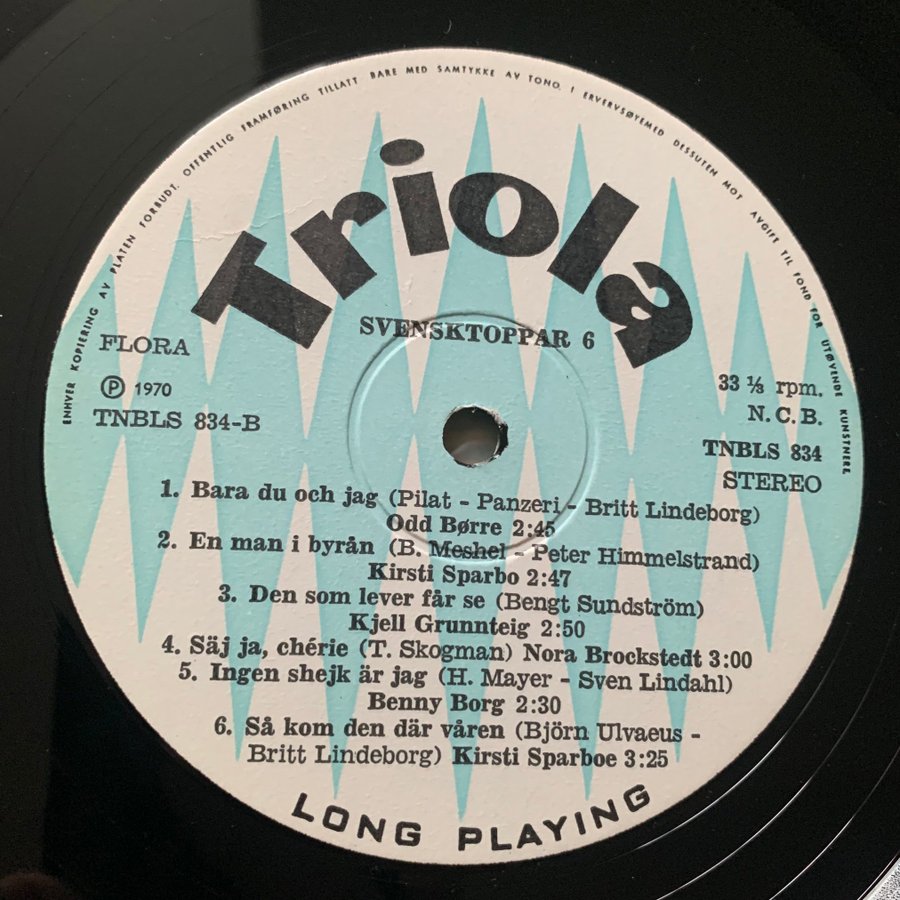 ENHVER KOPIERING AV PLATEN FORBUDT. OFFENTLIG FRAMFØRING TILLATT BARE MED SAMTYKKE AV TONO. I ERVERVSØYEMED DESSUTEN MOT AVGIFT TIL FOND FOR UTØVENDE KUNSTNERE
Triola
SVENSKTOPPAR 6
FLORA
Ⓟ 1970
TNBLS 834-B
33 ⅓ rpm.
N.C.B.
TNBLS 834
STEREO
1. Bara du och jag (Pilat - Panzeri - Britt Lindeborg)
Odd Børre 2:45
2. En man i byrån (B. Meshel - Peter Himmelstrand)
Kirsti Sparbo 2:47
3. Den som lever får se (Bengt Sundström)
Kjell Grunnteig 2:50
4. Säj ja, chérie (T. Skogman) Nora Brockstedt 3:00
5. Ingen shejk är jag (H. Mayer - Sven Lindahl)
Benny Borg 2:30
6. Så kom den där våren (Björn Ulvaeus -
Britt Lindeborg) Kirsti Sparboe 3:25
LONG PLAYING